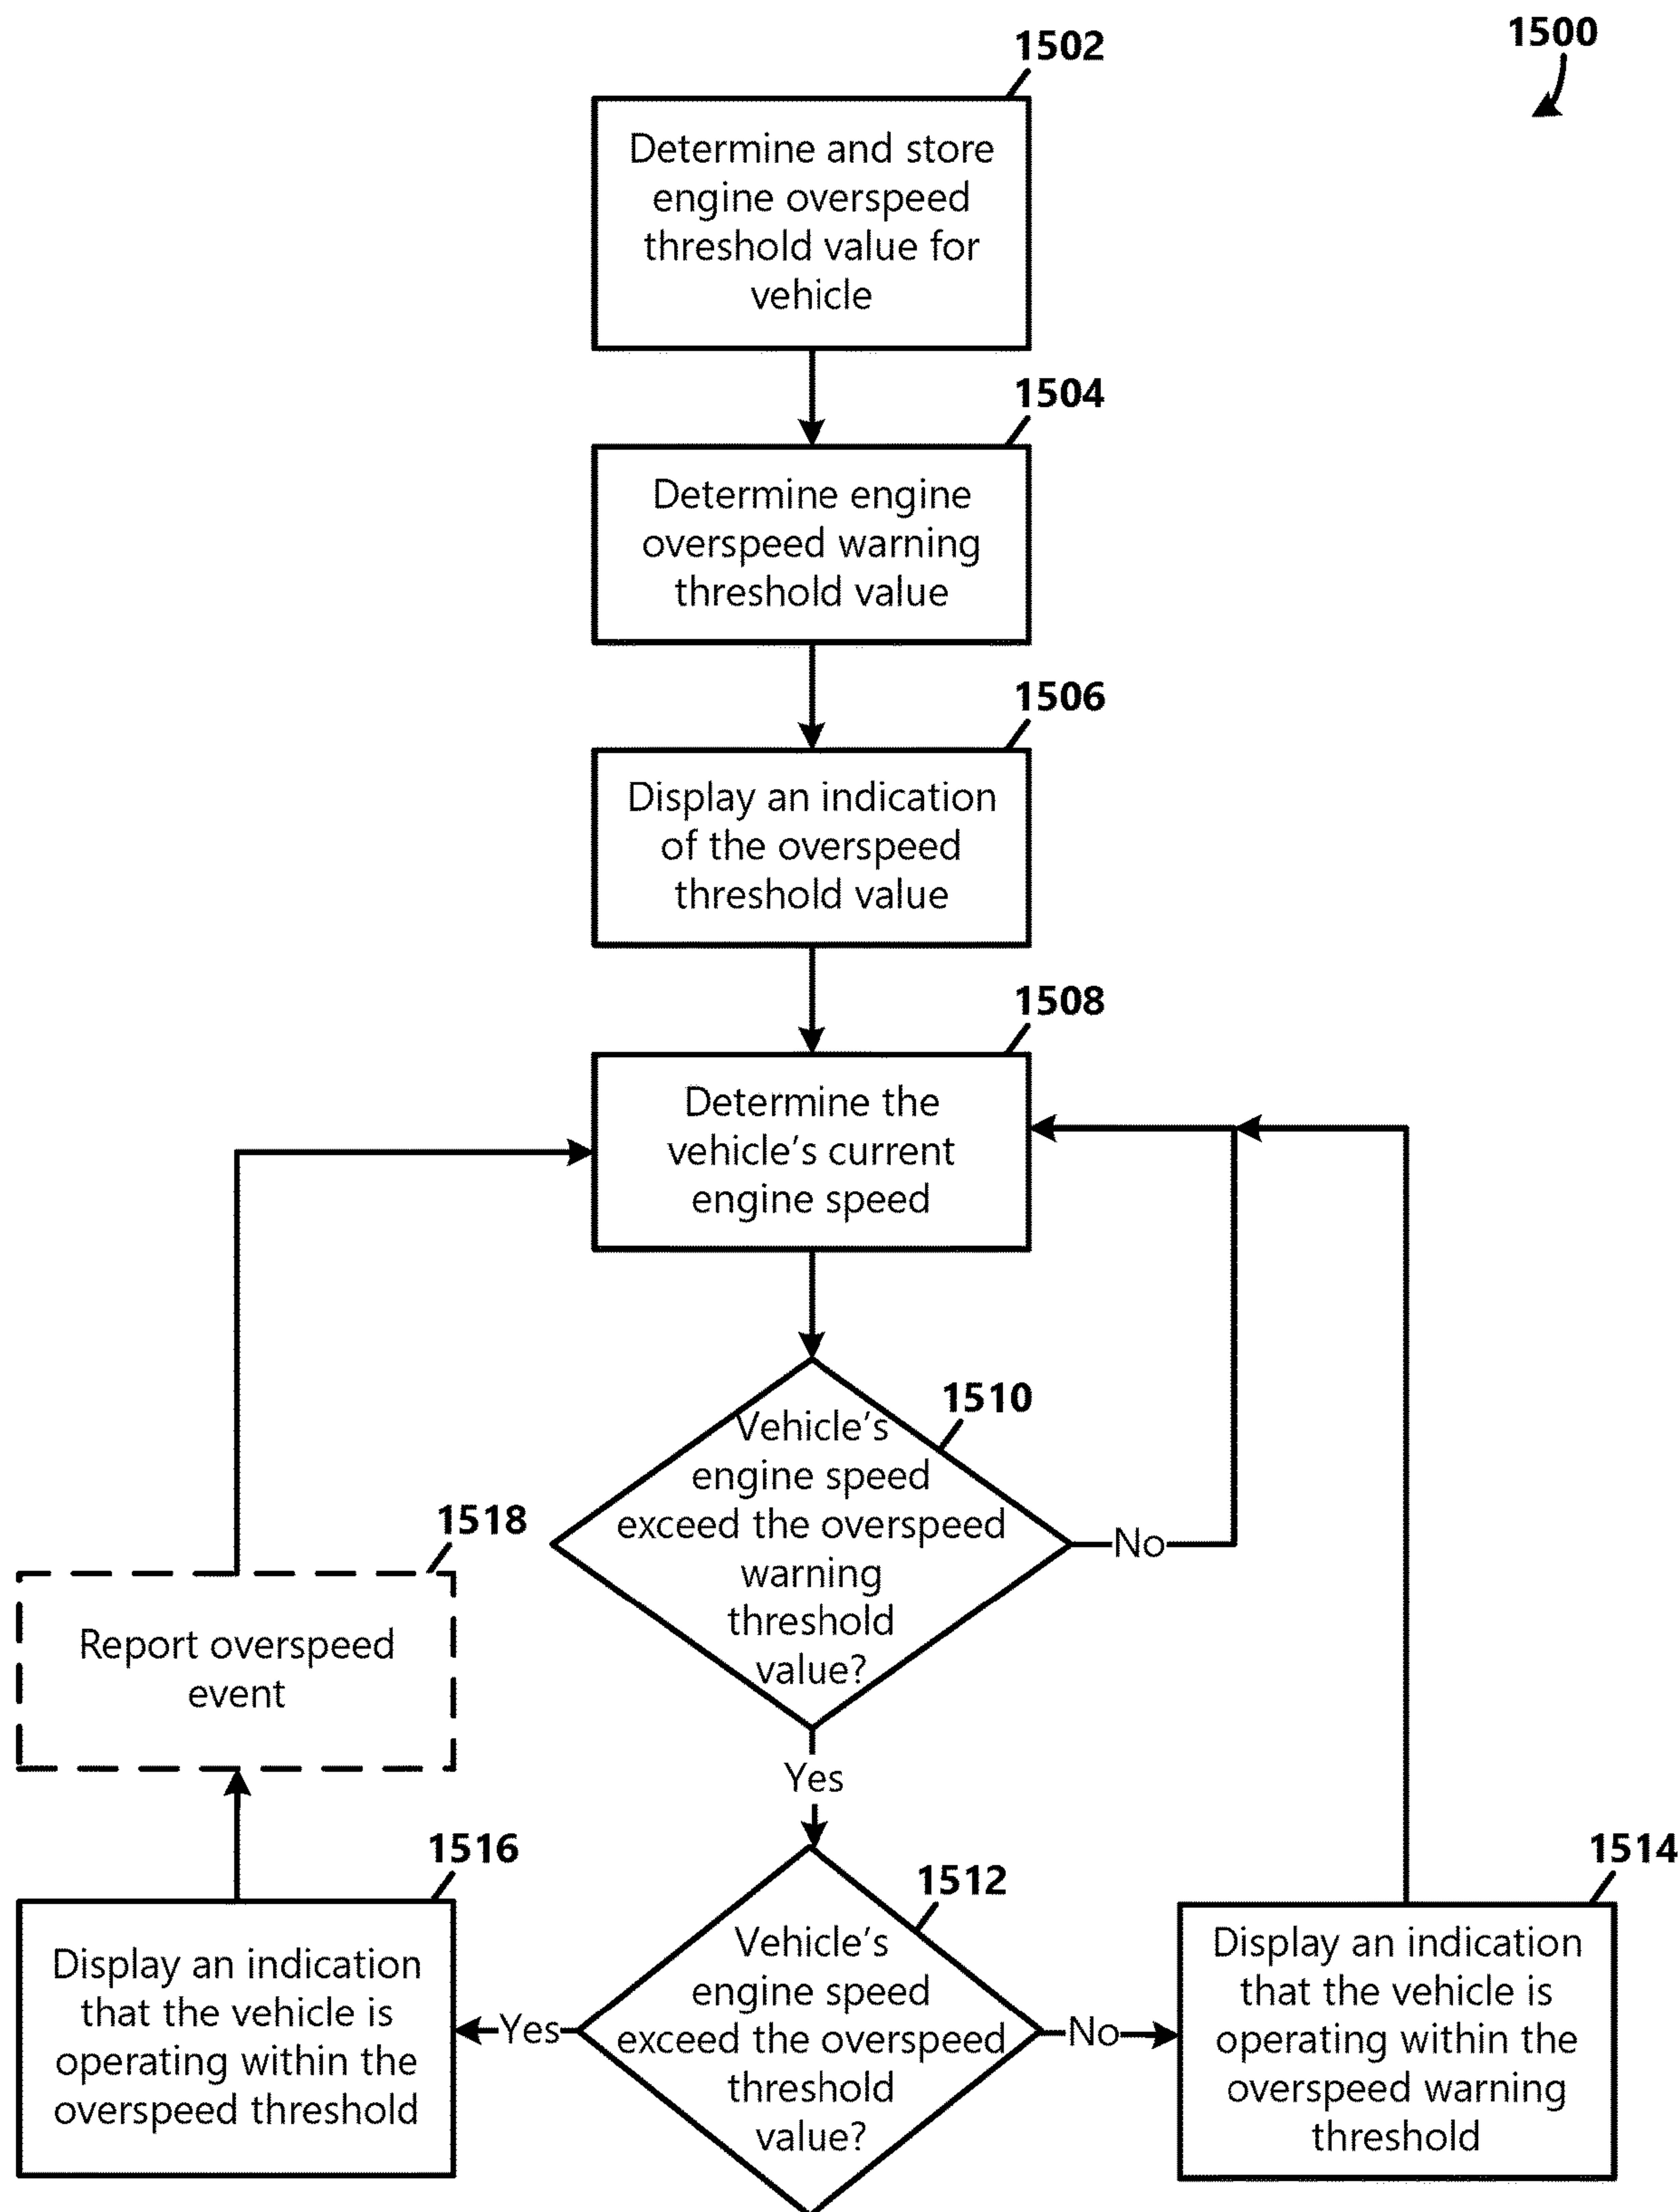 1500
1502
Determine and store
engine overspeed
threshold value for
vehicle
1504
Determine engine
overspeed warning
threshold value
1506
Display an indication
of the overspeed
threshold value
1508
Determine the
vehicle's current
engine speed
1510
Vehicle's
engine speed
exceed the overspeed
warning
threshold
value?
No
Yes
1518
Report overspeed
event
1512
Vehicle's
engine speed
exceed the overspeed
threshold
value?
Yes
No
1516
Display an indication
that the vehicle is
operating within the
overspeed threshold
1514
Display an indication
that the vehicle is
operating within the
overspeed warning
threshold